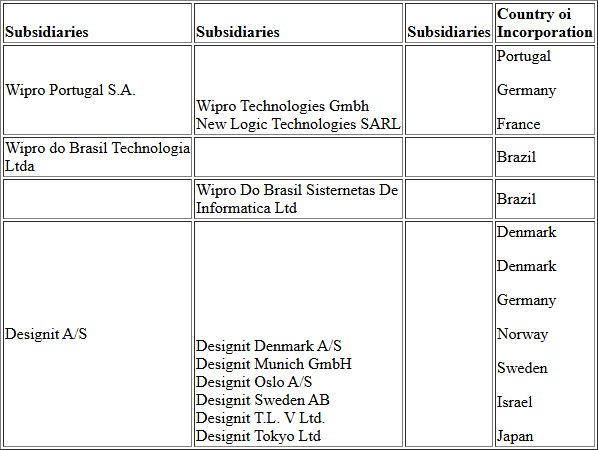 Subsidiaries Subsidiaries Subsidiaries Country oi
Incorporation
Wipro Portugal S.A.
Wipro Technologies Gmbh
New Logic Technologies SARL
Portugal
Germany
France
Wipro do Brasil Technologia
Ltda
Brazil
Wipro Do Brasil Sisternetas De
Informatica Ltd
Brazil
Designit A/S
Designit Denmark A/S
Designit Munich GmbH
Designit Oslo A/S
Designit Sweden AB
Designit T.L. V Ltd.
Designit Tokyo Ltd
Denmark
Denmark
Germany
Norway
Sweden
Israel
Japan